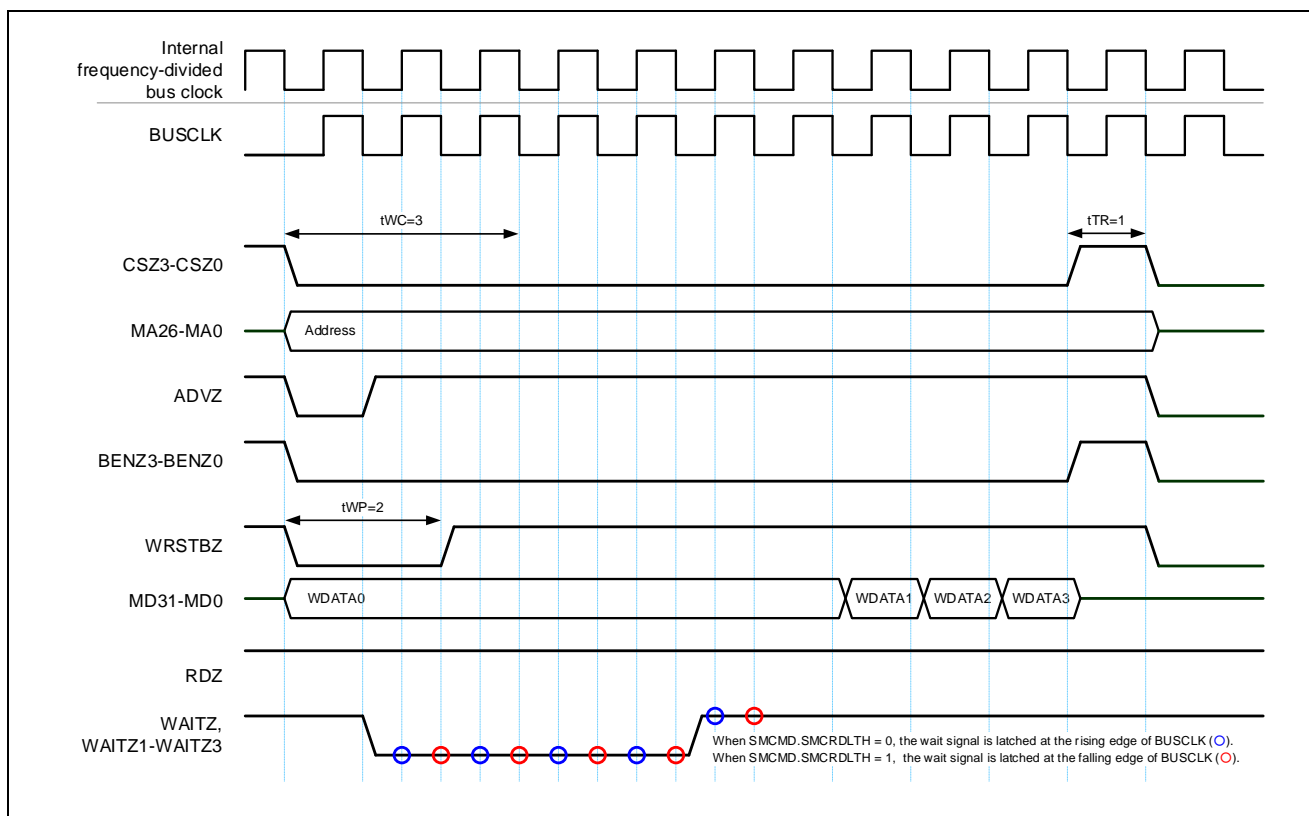 Internal
frequency-divided
bus clock
BUSCLK
tWC=3
tTR=1
CSZ3-CSZ0
MA26-MA0
Address
ADVZ
BENZ3-BENZ0
tWP=2
WRSTBZ
MD31-MD0
WDATA0
WDATA1
WDATA2
WDATA3
RDZ
WAITZ,
WAITZ1-WAITZ3
When SMCMD.SMCRDLTH = 0, the wait signal is latched at the rising edge of BUSCLK (○).
When SMCMD.SMCRDLTH = 1, the wait signal is latched at the falling edge of BUSCLK (○).